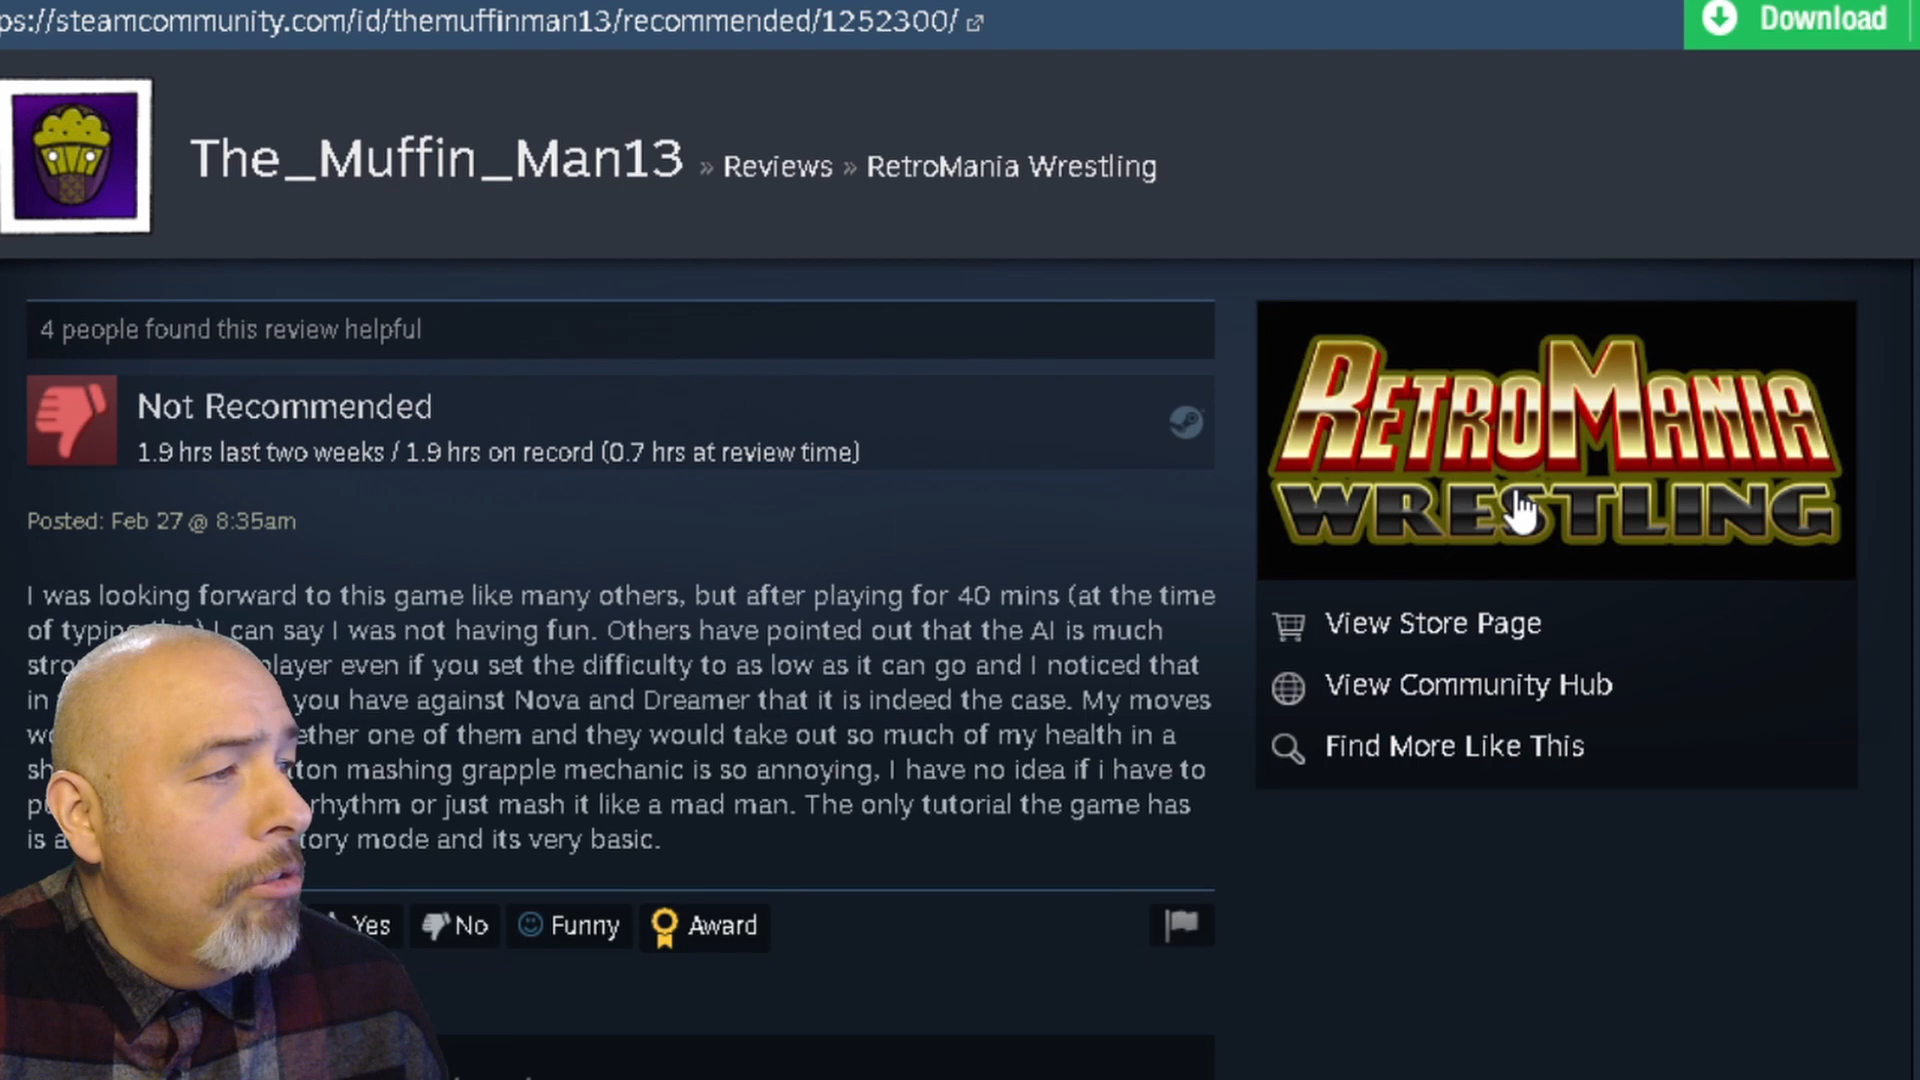 ps://steamcommunity.com/id/themuffinman13/recommended/1252300/
Download
The_Muffin_Man13 » Reviews » RetroMania Wrestling
4 people found this review helpful
Not Recommended
1.9 hrs last two weeks / 1.9 hrs on record (0.7 hrs at review time)
Posted: Feb 27 @ 8:35am
I was looking forward to this game like many others, but after playing for 40 mins (at the time
of typing I can say I was not having fun. Others have pointed out that the AI is much
player even if you set the difficulty to as low as it can go and I noticed that
in you have against Nova and Dreamer that it is indeed the case. My moves
one of them and they would take out so much of my health in a
mashing grapple mechanic is so annoying, I have no idea if i have to
rhythm or just mash it like a mad man. The only tutorial the game has
is mode and its very basic.
Yes
No
Funny
Award
RETROMANIA
WRESTLING
View Store Page
View Community Hub
Find More Like This